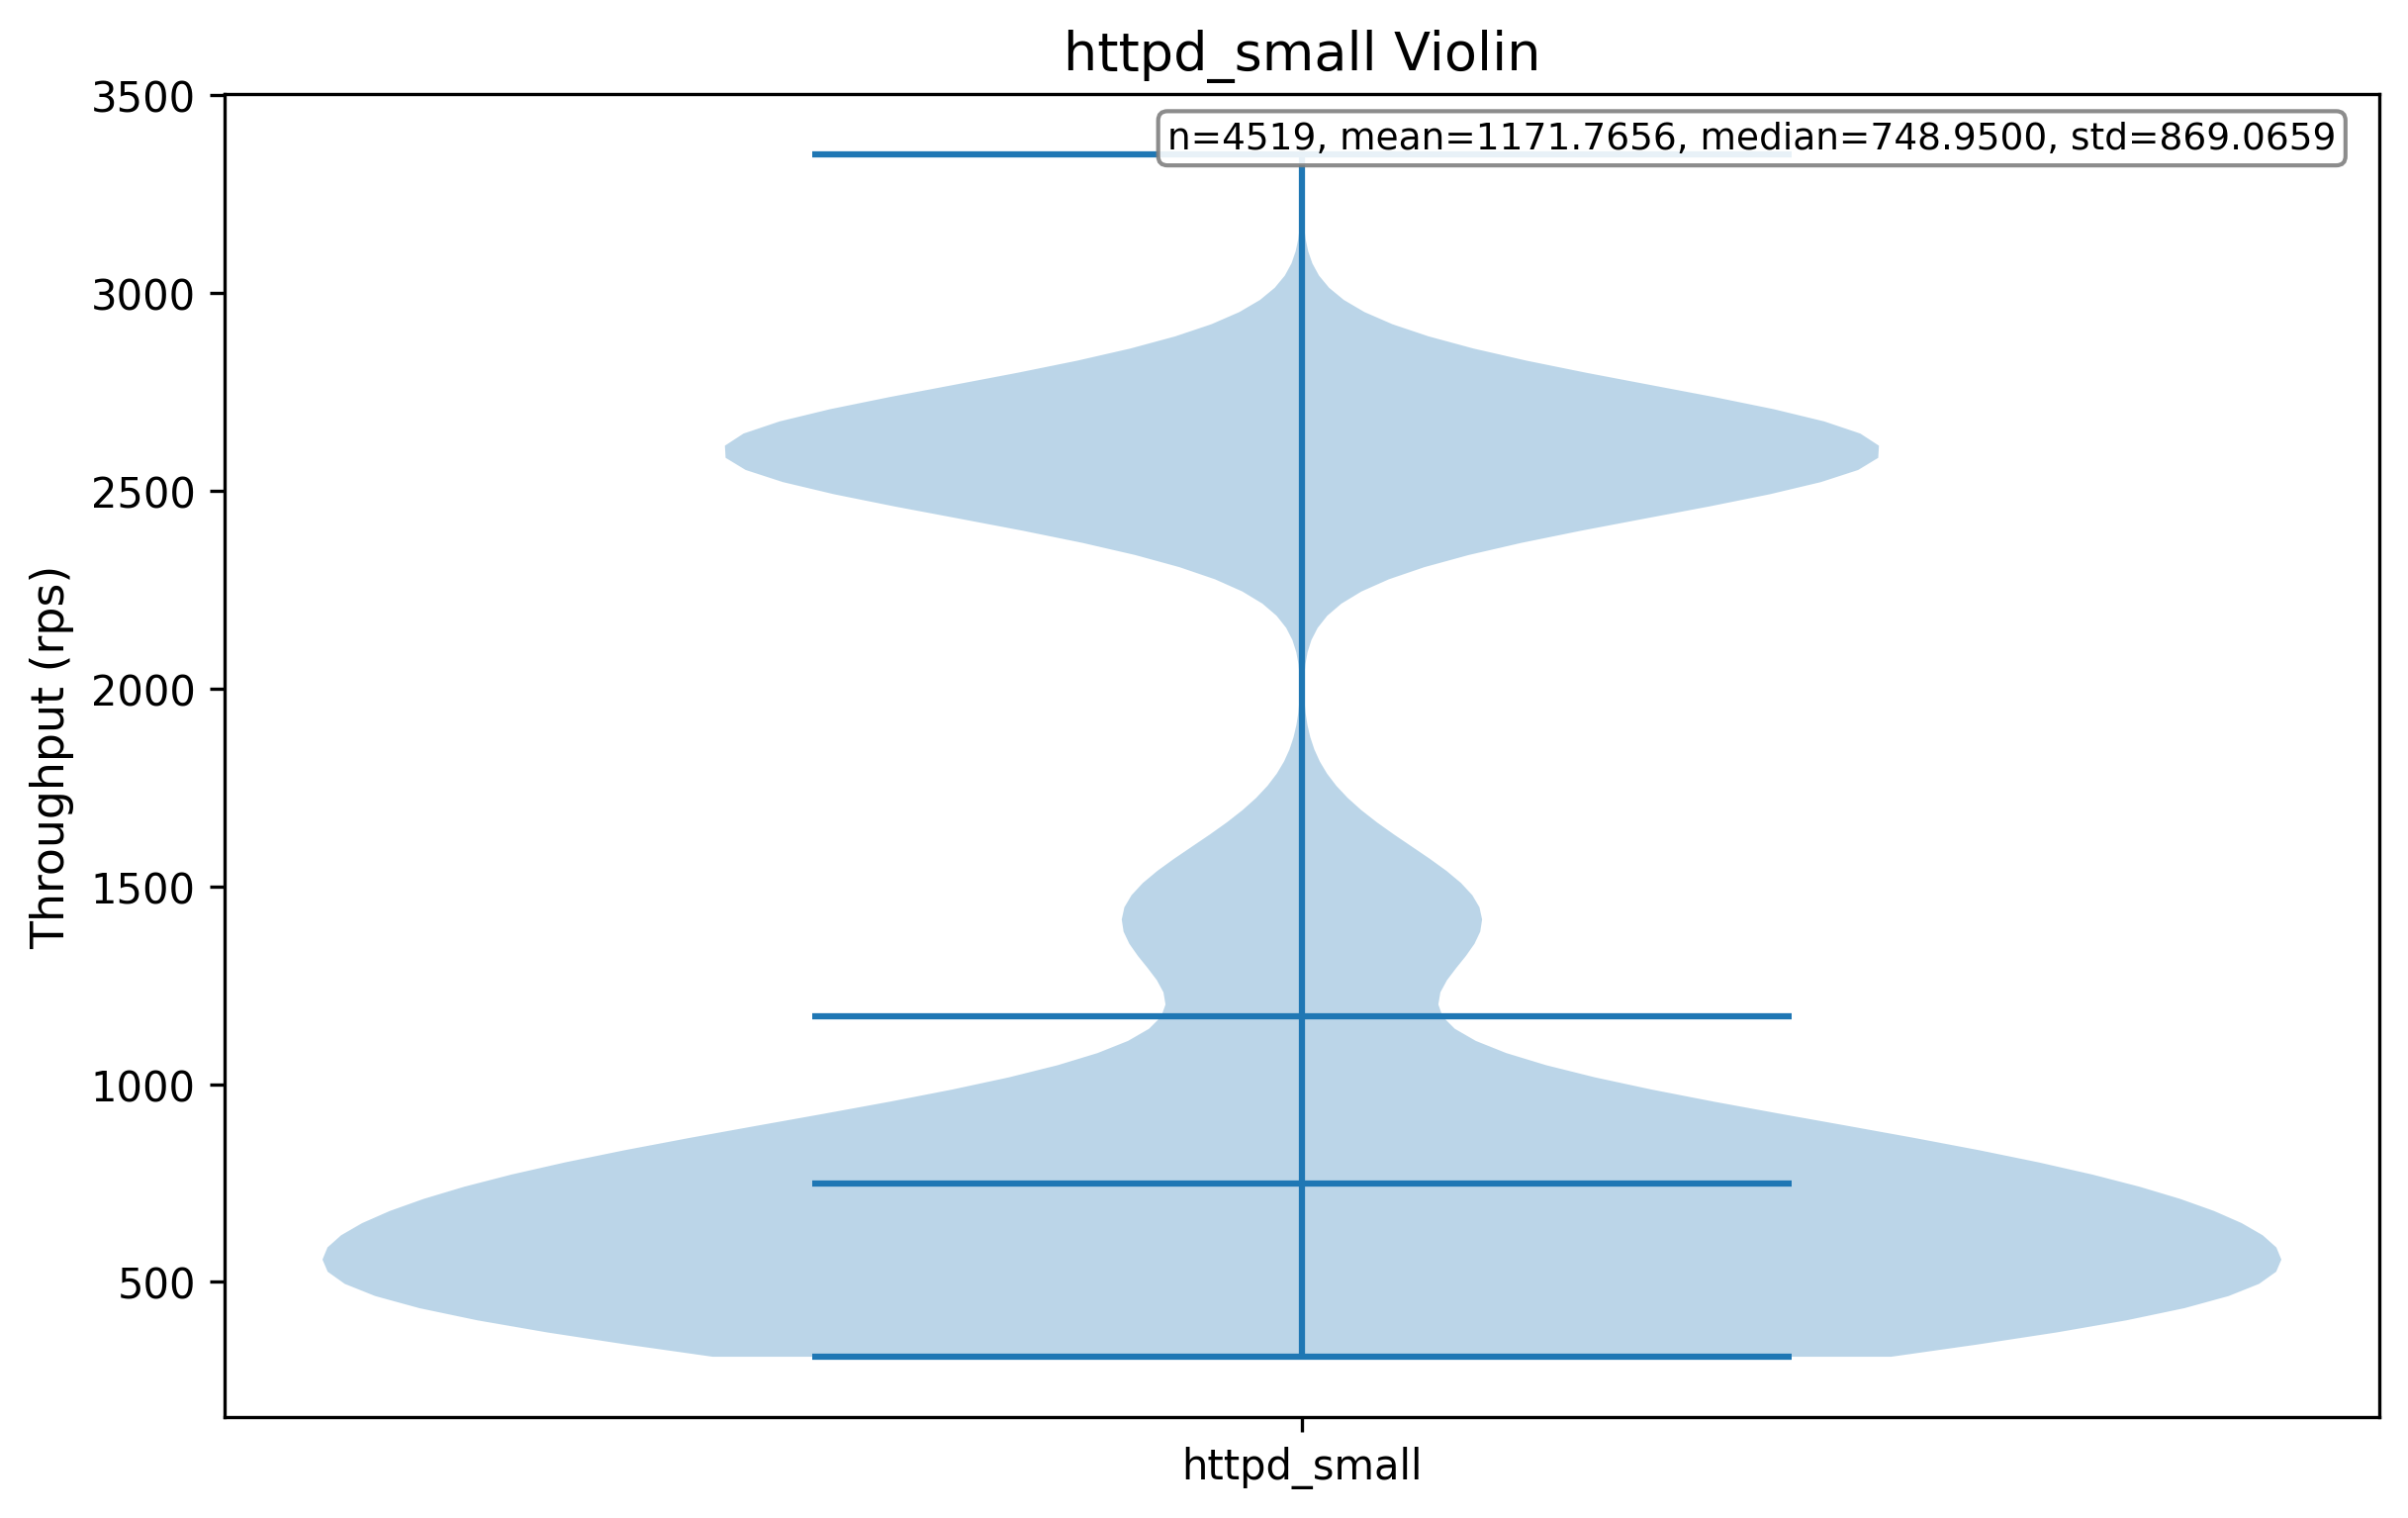 httpd_small Violin
n=4519, mean=1171.7656, median=748.9500, std=869.0659
Throughput (rps)
3500
3000
2500
2000
1500
1000
500
httpd_small